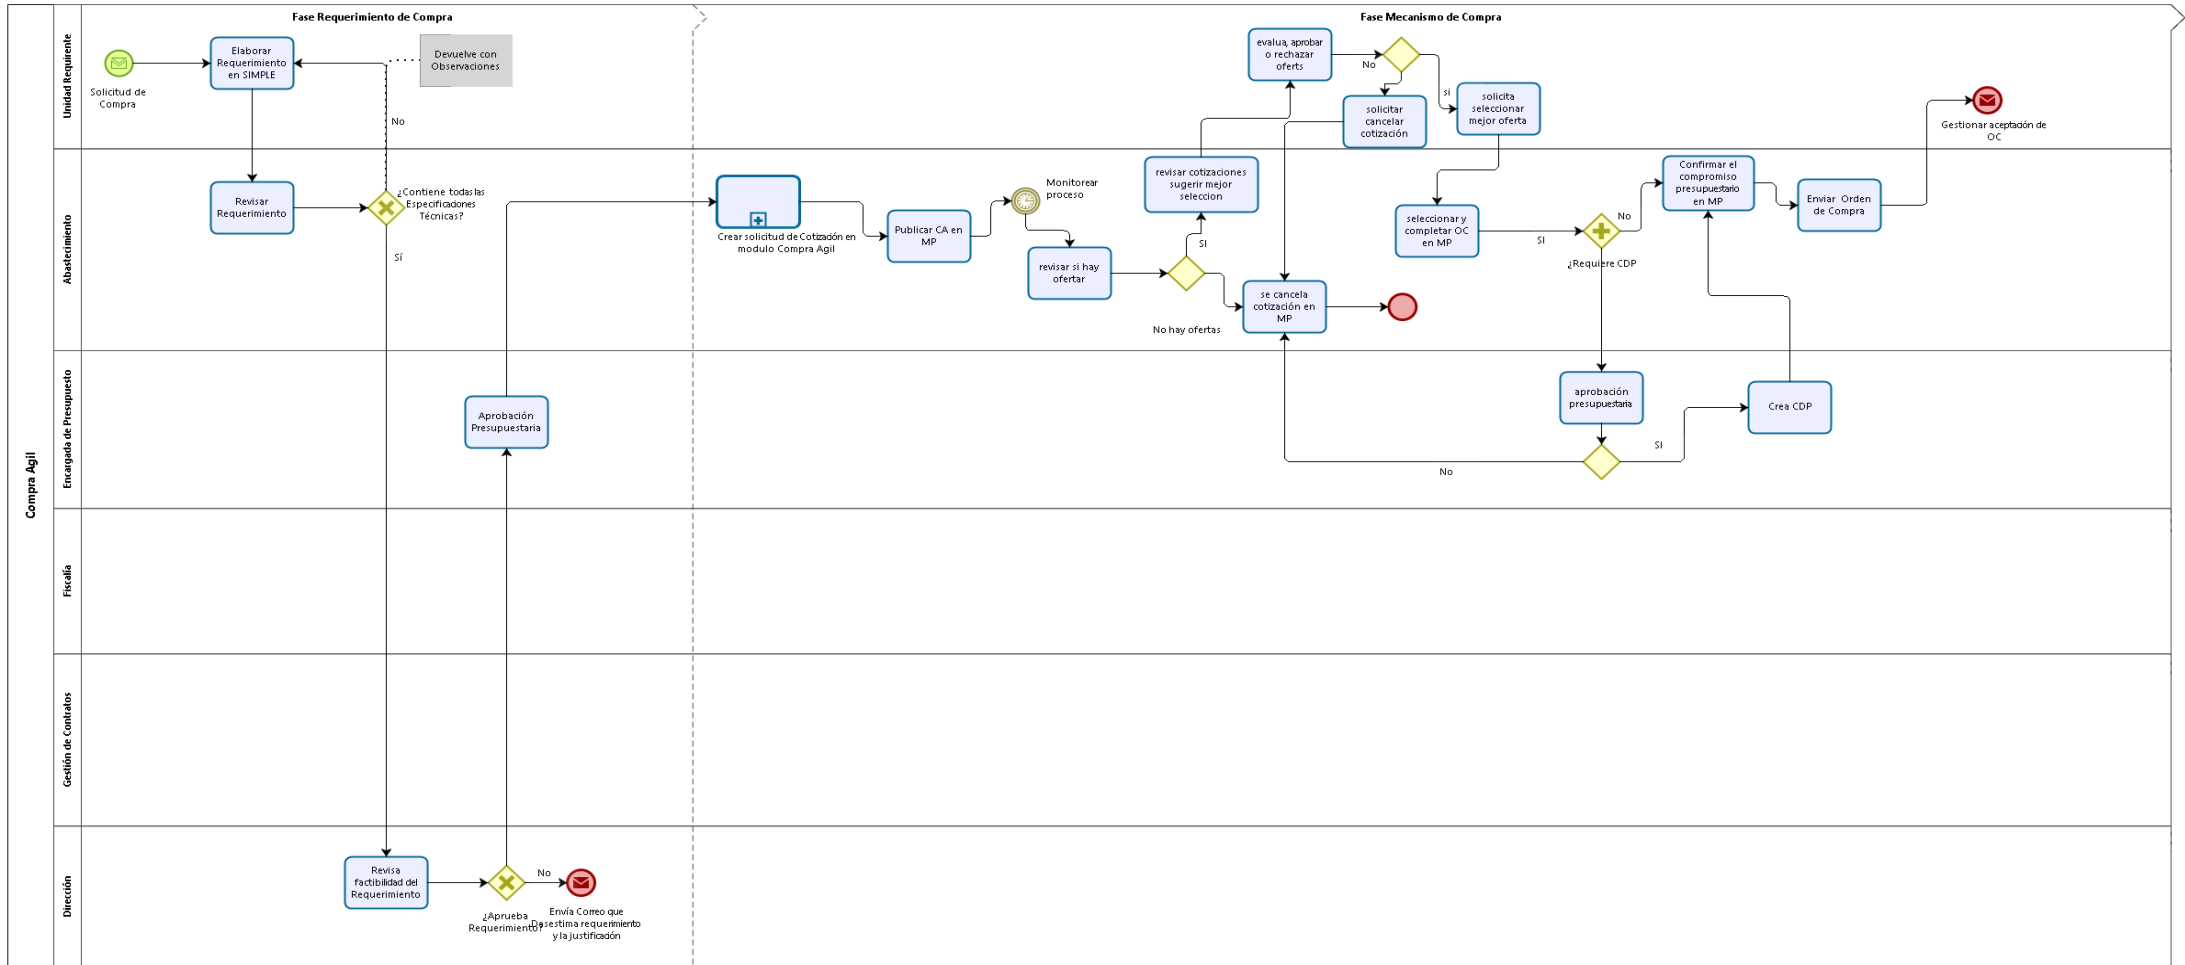 Compra Agil
Fase Requerimiento de Compra
Fase Mecanismo de Compra
Unidad Requirente
Solicitud de
Compra
Elaborar
Requerimiento
en SIMPLE
Devuelve con
Observaciones
No
evalua, aprobar
o rechazar
oferts
No
si
solicitar
cancelar
cotización
solicita
seleccionar
mejor oferta
Gestionar aceptación de
OC
Abastecimiento
Revisar
Requerimiento
¿Contiene todas las
Especificaciones
Técnicas?
Sí
Crear solicitud de Cotización en
modulo Compra Agil
Publicar CA en
MP
Monitorear
proceso
revisar si hay
ofertar
revisar cotizaciones
sugerir mejor
seleccion
SI
No hay ofertas
se cancela
cotización en
MP
seleccionar y
completar OC
en MP
SI
¿Requiere CDP
No
Confirmar el
compromiso
presupuestario
en MP
Enviar Orden
de Compra
Encargada de Presupuesto
Aprobación
Presupuestaria
aprobación
presupuestaria
No
SI
Crea CDP
Fiscalía
Gestión de Contratos
Dirección
Revisa
factibilidad del
Requerimiento
¿Aprueba
Requerimiento?
No
Envía Correo que
Desestima requerimiento
y la justificación